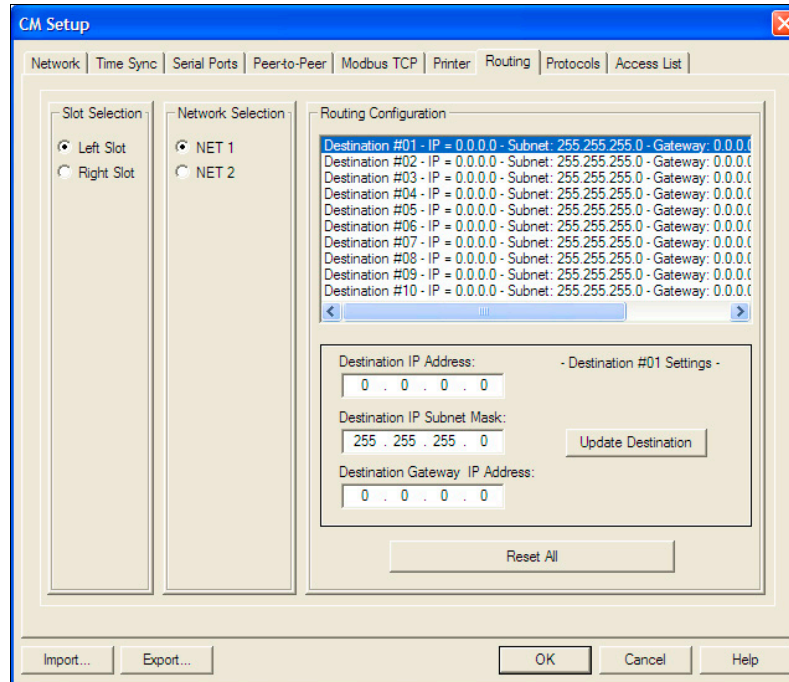 CM Setup
Network Time Sync Serial Ports Peer-to-Peer Modbus TCP Printer Routing Protocols Access List
Slot Selection
Left Slot
Right Slot
Network Selection
NET 1
NET 2
Routing Configuration
Destination #01 - IP = 0.0.0.0 - Subnet: 255.255.255.0 - Gateway: 0.0.0.
Destination #02 - IP = 0.0.0.0 - Subnet: 255.255.255.0 - Gateway: 0.0.0.
Destination #03 - IP = 0.0.0.0 - Subnet: 255.255.255.0 - Gateway: 0.0.0.
Destination #04 - IP = 0.0.0.0 - Subnet: 255.255.255.0 - Gateway: 0.0.0.
Destination #05 - IP = 0.0.0.0 - Subnet: 255.255.255.0 - Gateway: 0.0.0.
Destination #06 - IP = 0.0.0.0 - Subnet: 255.255.255.0 - Gateway: 0.0.0.
Destination #07 - IP = 0.0.0.0 - Subnet: 255.255.255.0 - Gateway: 0.0.0.
Destination #08 - IP = 0.0.0.0 - Subnet: 255.255.255.0 - Gateway: 0.0.0.
Destination #09 - IP = 0.0.0.0 - Subnet: 255.255.255.0 - Gateway: 0.0.0.
Destination #10 - IP = 0.0.0.0 - Subnet: 255.255.255.0 - Gateway: 0.0.0.
Destination IP Address:
- Destination #01 Settings -
0 . 0 . 0 . 0
Destination IP Subnet Mask:
255 . 255 . 255 . 0
Update Destination
Destination Gateway IP Address:
0 . 0 . 0 . 0
Reset All
Import... Export... OK Cancel Help